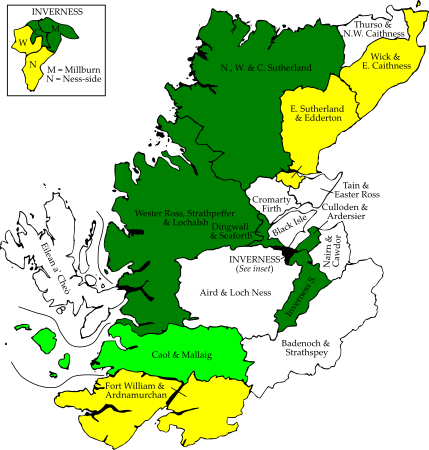 INVERNESS
M
W
N
M = Millburn
N = Ness-side
Thurso &
N.W. Caithness
Wick &
E. Caithness
N., W. & C. Sutherland
E. Sutherland
& Edderton
Tain &
Easter Ross
Cromarty
Firth
Culloden &
Ardersier
Black Isle
Wester Ross, Strathpeffer
& Lochalsh
Dingwall
& Seaforth
Nairn &
Cawdor
INVERNESS
(See inset)
Eilean a' Cheò
Aird & Loch Ness
Inverness S.
Badenoch &
Strathspey
Caol & Mallaig
Fort William &
Ardnamurchan